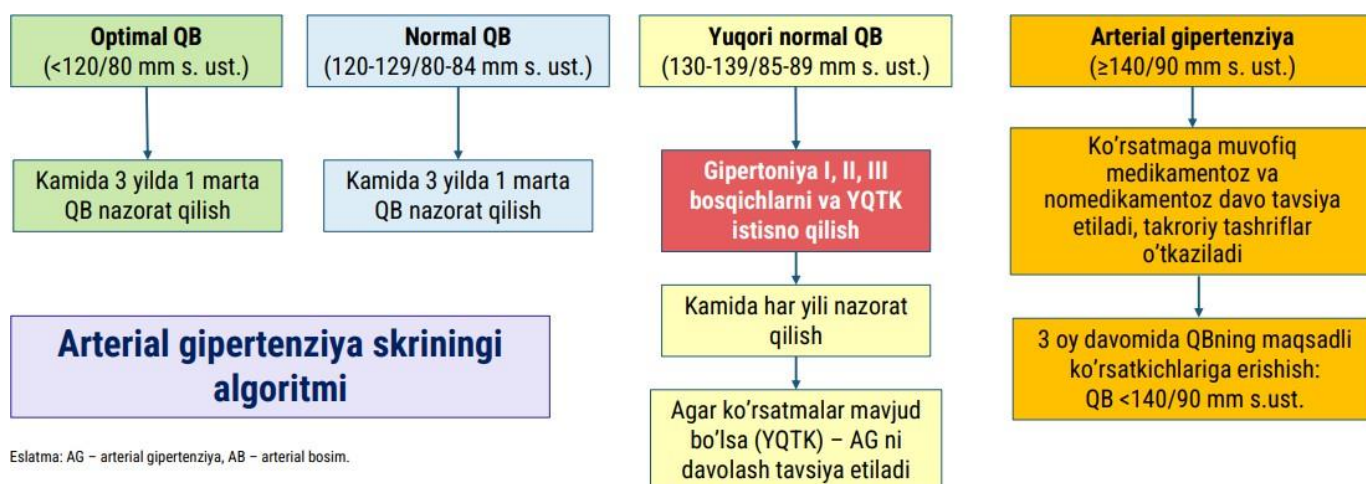 Optimal QB
(<120/80 mm s. ust.)
Kamida 3 yilda 1 marta
QB nazorat qilish
Normal QB
(120-129/80-84 mm s. ust.)
Kamida 3 yilda 1 marta
QB nazorat qilish
Yuqori normal QB
(130-139/85-89 mm s. ust.)
Gipertoniya I, II, III
bosqichlarni va YQTK
istisno qilish
Kamida har yili nazorat
qilish
Agar ko'rsatmalar mavjud
bo'lsa (YQTK) – AG ni
davolash tavsiya etiladi
Arterial gipertenziya
(≥140/90 mm s. ust.)
Ko'rsatmaga muvofiq
medikamentoz va
nomedikamentoz davo tavsiya
etiladi, takroriy tashriflar
o'tkaziladi
3 oy davomida QBning maqsadli
ko'rsatkichlariga erishish:
QB <140/90 mm s.ust.
Arterial gipertenziya skriningi
algoritmi
Eslatma: AG – arterial gipertenziya, AB – arterial bosim.